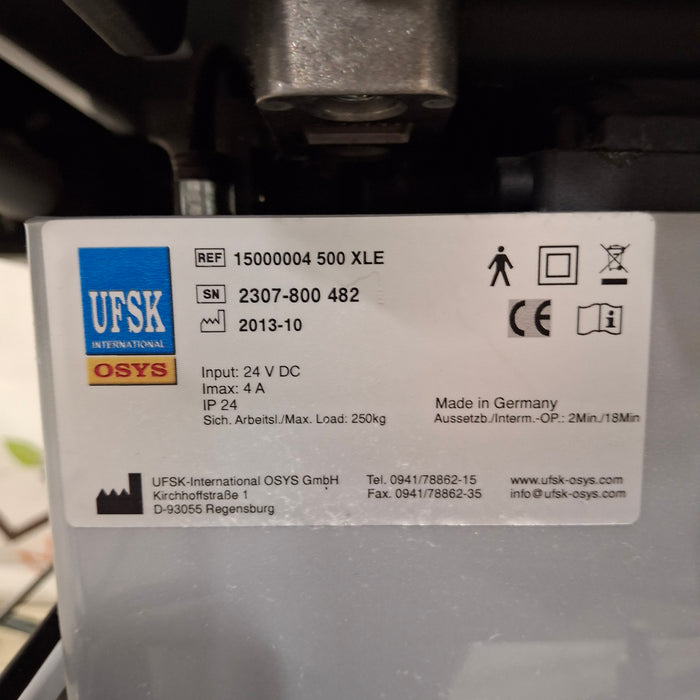 UFSK
INTERNATIONAL
OSYS
REF 15000004 500 XLE
SN 2307-800 482
2013-10
CE
i
Input: 24 V DC
Imax: 4 A
IP 24
Sich. Arbeitsl./Max. Load: 250kg
Made in Germany
Aussetzb./Interm.-OP.: 2Min./18Min
UFSK-International OSYS GmbH
Kirchhoffstraße 1
D-93055 Regensburg
Tel. 0941/78862-15
Fax. 0941/78862-35
www.ufsk-osys.com
info@ufsk-osys.com